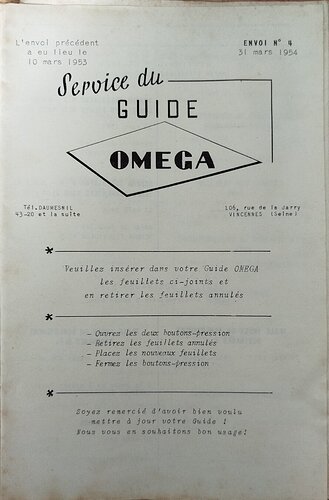 L'envoi précédent
a eu lieu le
10 mars 1953
ENVOI N° 4
31 mars 1954
Service du
GUIDE
OMEGA
Tél.DAUMESNIL
43-20 et la suite
106, rue de la Jarry
VINCENNES (Seine)
*
Veuillez insérer dans votre Guide OMEGA
les feuillets ci-joints et
en retirer les feuillets annulés
*
- Ouvrez les deux boutons-pression
- Retirez les feuillets annulés
- Placez les nouveaux feuillets
- Fermez les boutons-pression
*
Soyez remercié d'avoir bien voulu
mettre à jour votre Guide !
Nous vous en souhaitons bon usage!